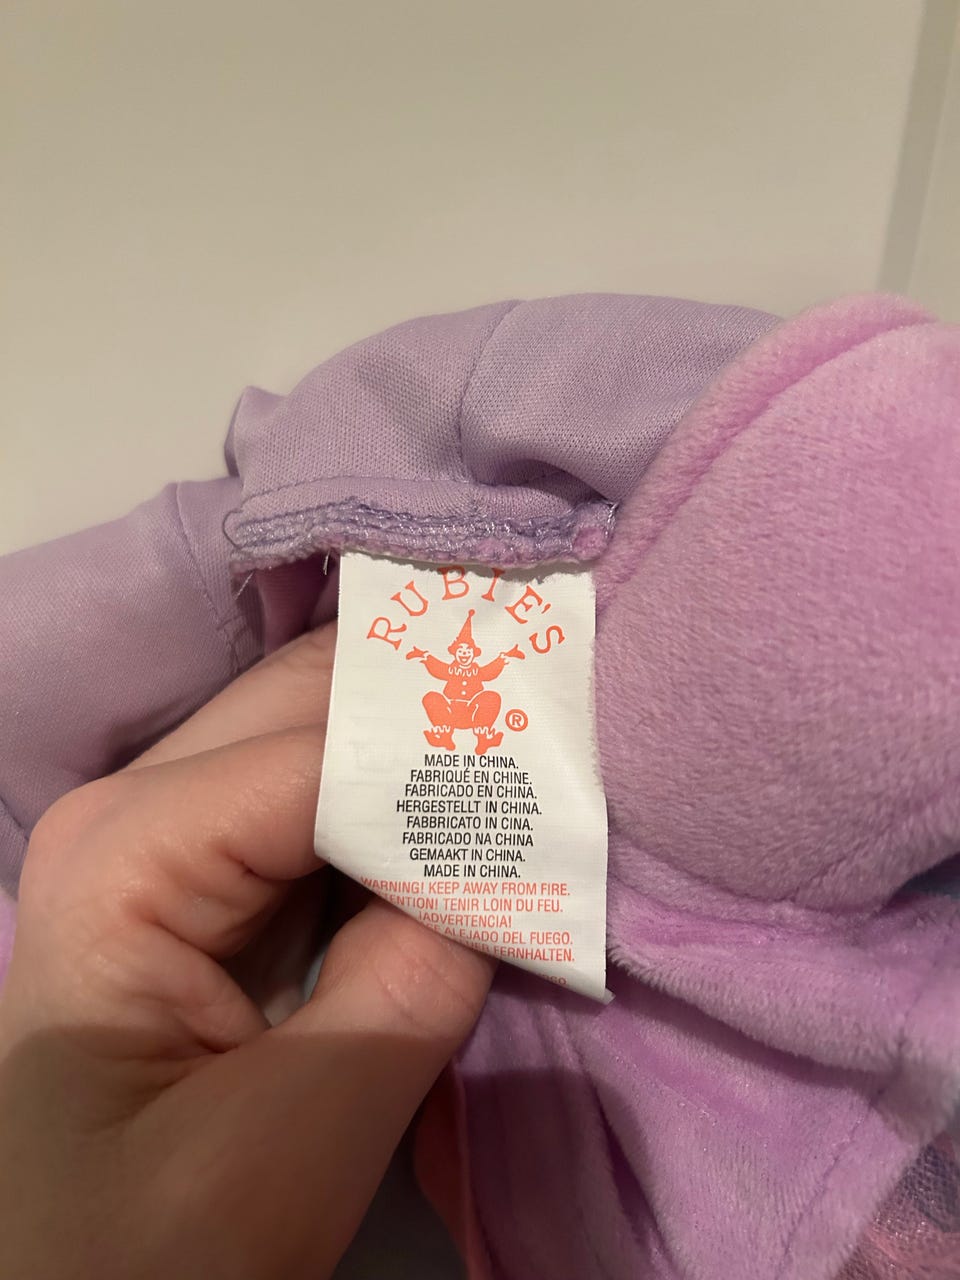 RUBIE'S
®
MADE IN CHINA.
FABRIQUÉ EN CHINE.
FABRICADO EN CHINA.
HERGESTELLT IN CHINA.
FABBRICATO IN CINA.
FABRICADO NA CHINA
GEMAAKT IN CHINA.
MADE IN CHINA.
WARNING! KEEP AWAY FROM FIRE.
TENIR LOIN DU FEU.
¡ADVERTENCIA!
ALEJADO DEL FUEGO.
FERNHALTEN.